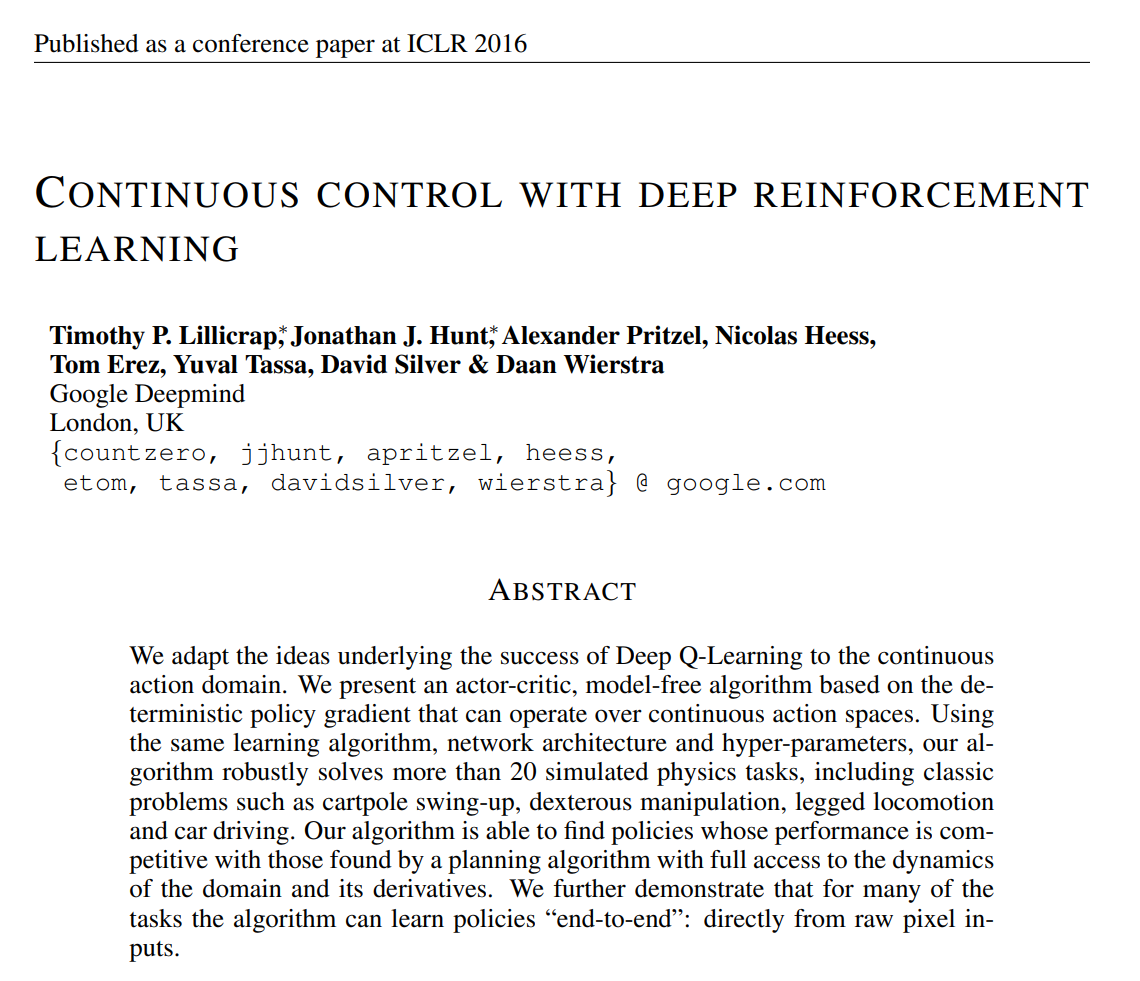 Published as a conference paper at ICLR 2016
CONTINUOUS CONTROL WITH DEEP REINFORCEMENT
LEARNING
Timothy P. Lillicrap,* Jonathan J. Hunt,* Alexander Pritzel, Nicolas Heess,
Tom Erez, Yuval Tassa, David Silver & Daan Wierstra
Google Deepmind
London, UK
{countzero, jjhunt, apritzel, heess,
etom, tassa, davidsilver, wierstra} @ google.com
ABSTRACT
We adapt the ideas underlying the success of Deep Q-Learning to the continuous
action domain. We present an actor-critic, model-free algorithm based on the de-
terministic policy gradient that can operate over continuous action spaces. Using
the same learning algorithm, network architecture and hyper-parameters, our al-
gorithm robustly solves more than 20 simulated physics tasks, including classic
problems such as cartpole swing-up, dexterous manipulation, legged locomotion
and car driving. Our algorithm is able to find policies whose performance is com-
petitive with those found by a planning algorithm with full access to the dynamics
of the domain and its derivatives. We further demonstrate that for many of the
tasks the algorithm can learn policies “end-to-end”: directly from raw pixel in-
puts.